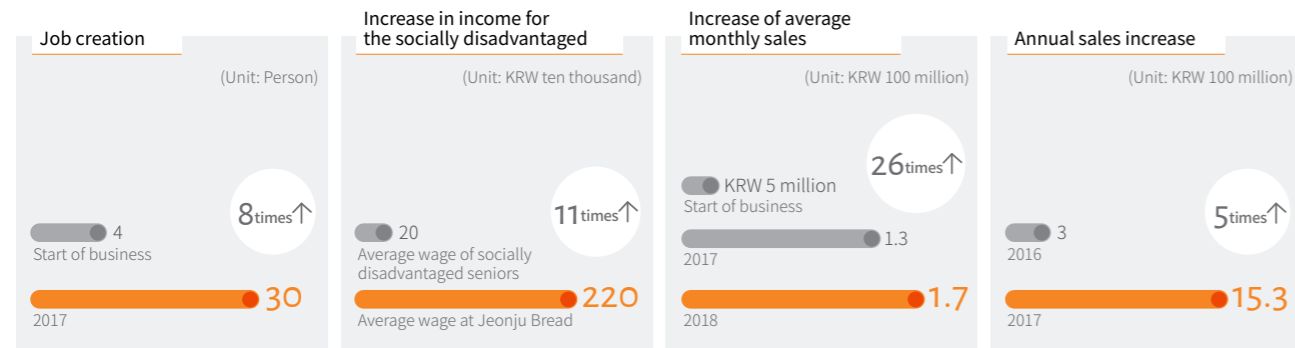 Job creation
(Unit: Person)
8times↑
4
Start of business
30
2017
Increase in income for
the socially disadvantaged
(Unit: KRW ten thousand)
11times↑
20
Average wage of socially
disadvantaged seniors
220
Average wage at Jeonju Bread
Increase of average
monthly sales
(Unit: KRW 100 million)
26times↑
KRW 5 million
Start of business
1.3
2017
1.7
2018
Annual sales increase
(Unit: KRW 100 million)
5times↑
3
2016
15.3
2017